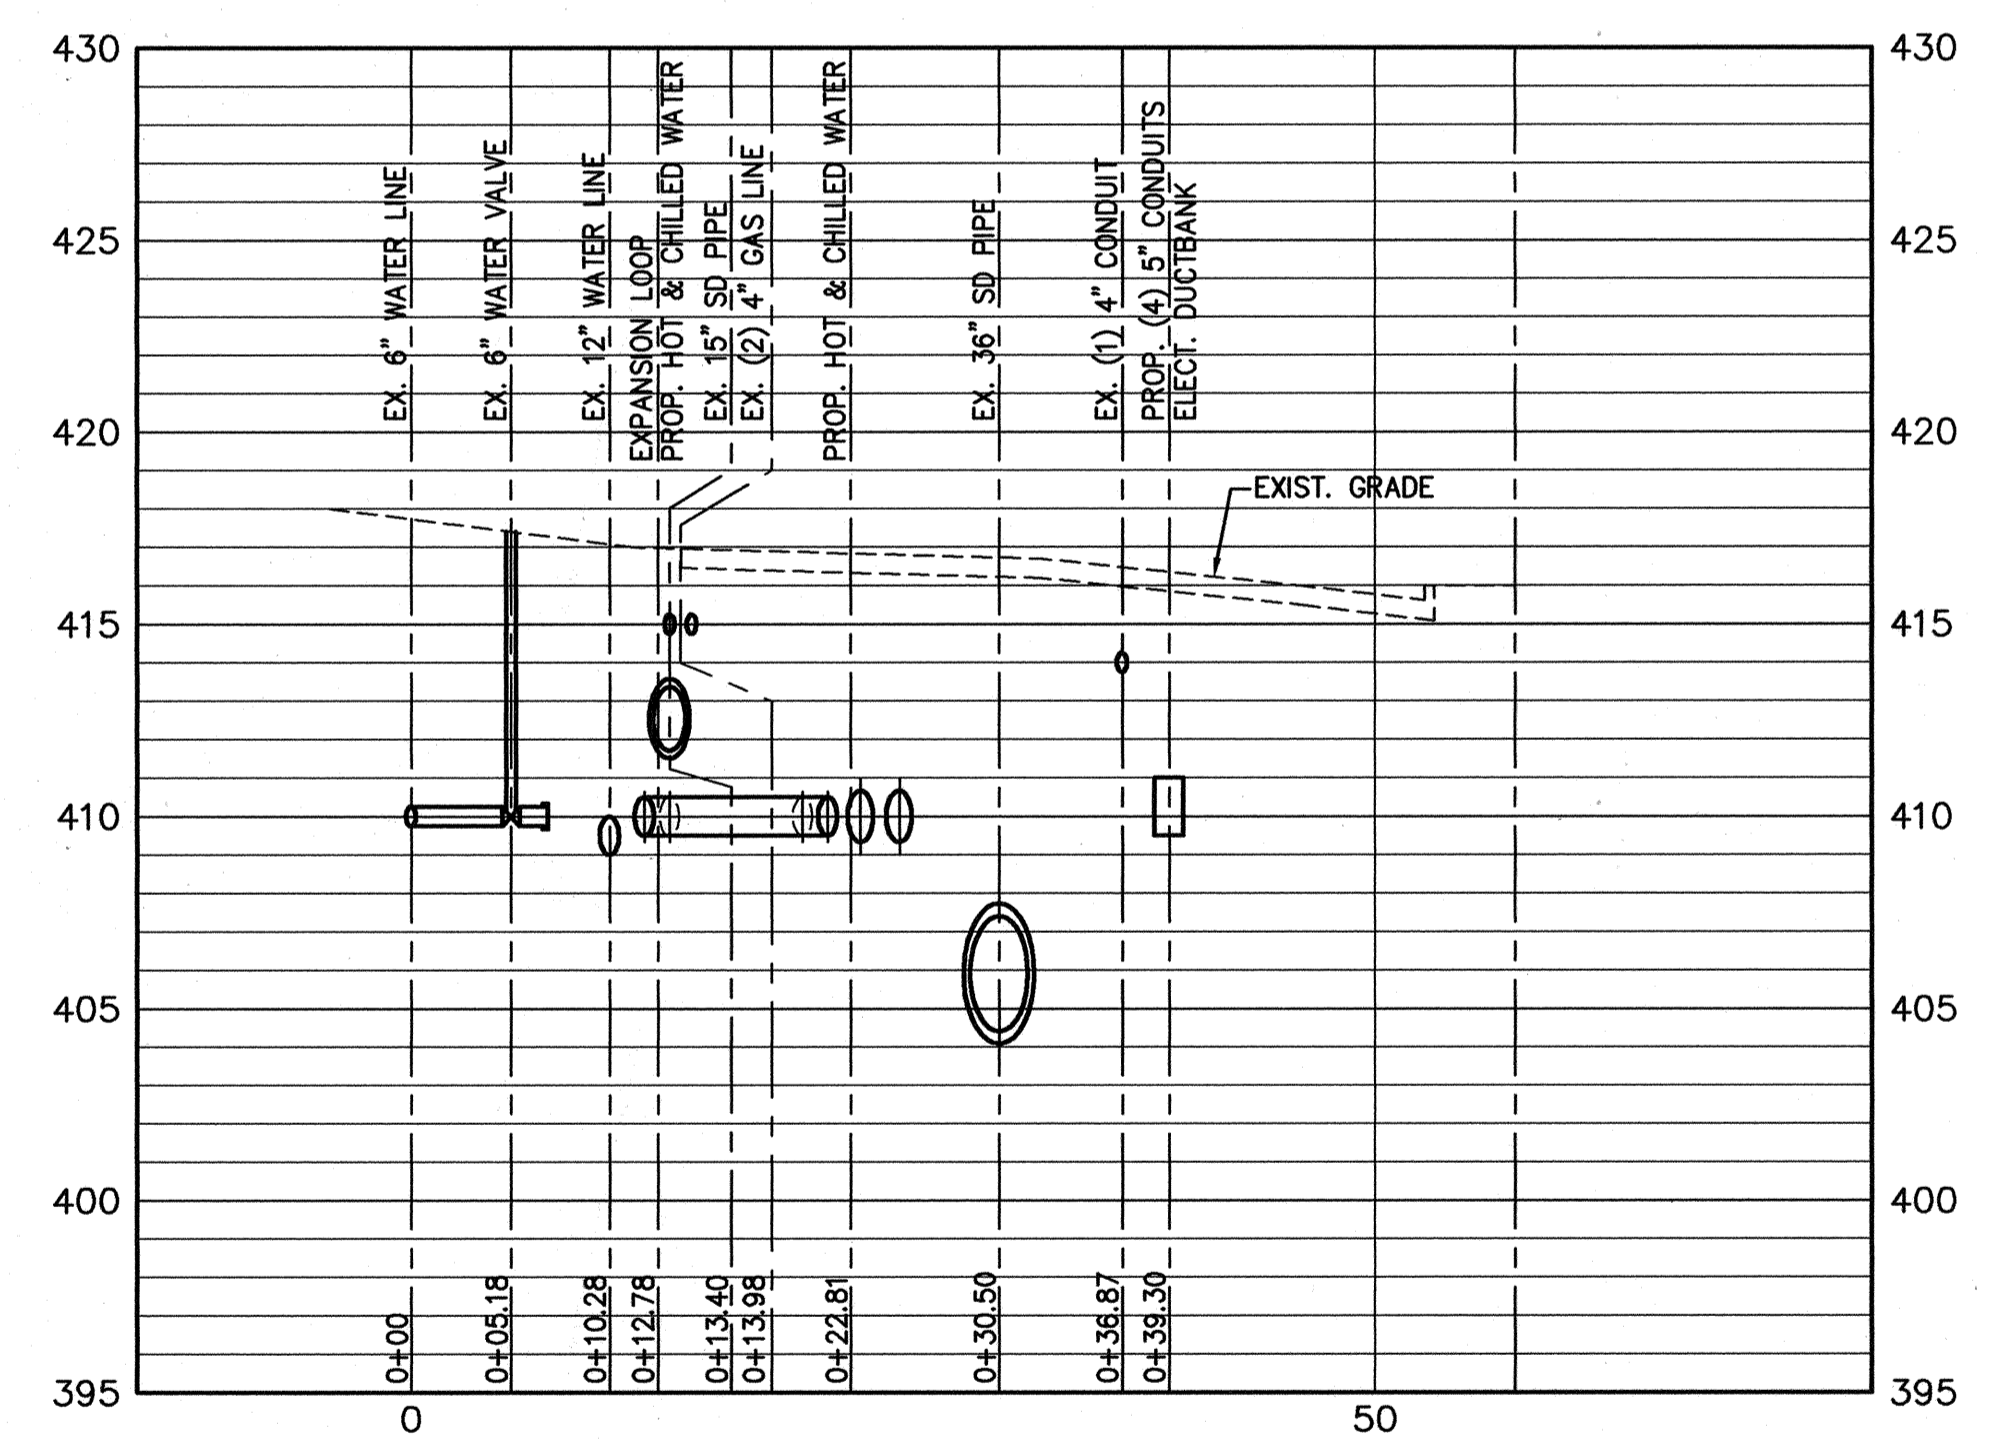 430
430
425
425
420
420
415
415
410
410
405
405
400
400
395
395
EX. 6" WATER LINE
EX. 6" WATER VALVE
EX. 12" WATER LINE
EXPANSION LOOP
PROP. HOT & CHILLED WATER
EX. 15" SD PIPE
EX. (2) 4" GAS LINE
PROP. HOT & CHILLED WATER
EX. 36" SD PIPE
EX. (1) 4" CONDUIT
PROP. (4) 5" CONDUITS
ELECT. DUCTBANK
EXIST. GRADE
0+00
0+05.18
0+10.28
0+12.78
0+13.40
0+13.98
0+22.81
0+30.50
0+36.87
0+39.30
0
50